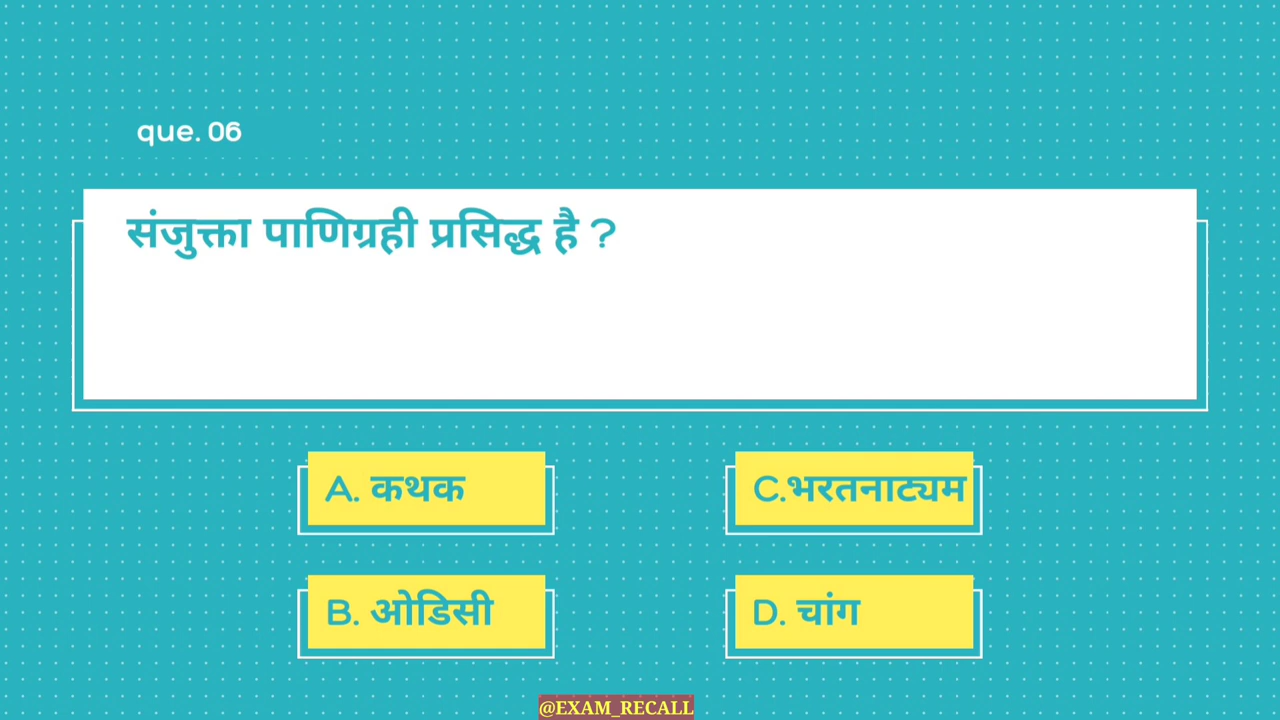 que. 06
संजुक्ता पाणिग्रही प्रसिद्ध है ?
A. कथक
C.भरतनाट्यम
B. ओडिसी
D. चांग
@EXAM_RECALL